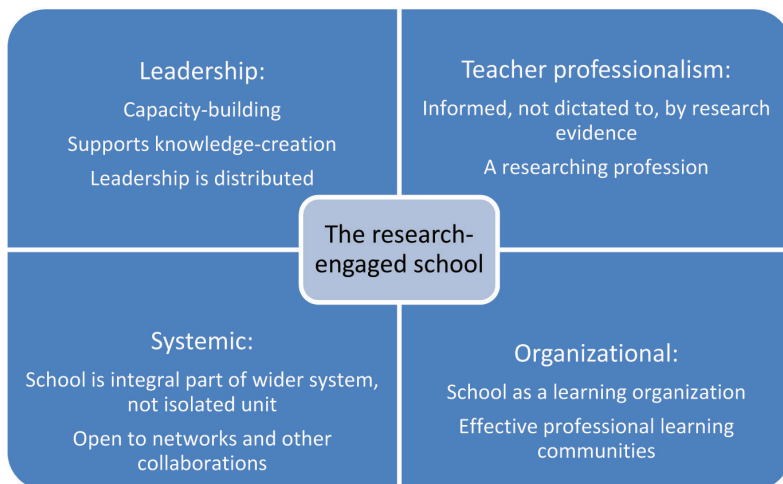 Leadership:
Capacity-building
Supports knowledge-creation
Leadership is distributed
Teacher professionalism:
Informed, not dictated to, by research
evidence
A researching profession
The research-
engaged school
Systemic:
School is integral part of wider system,
not isolated unit
Open to networks and other
collaborations
Organizational:
School as a learning organization
Effective professional learning
communities